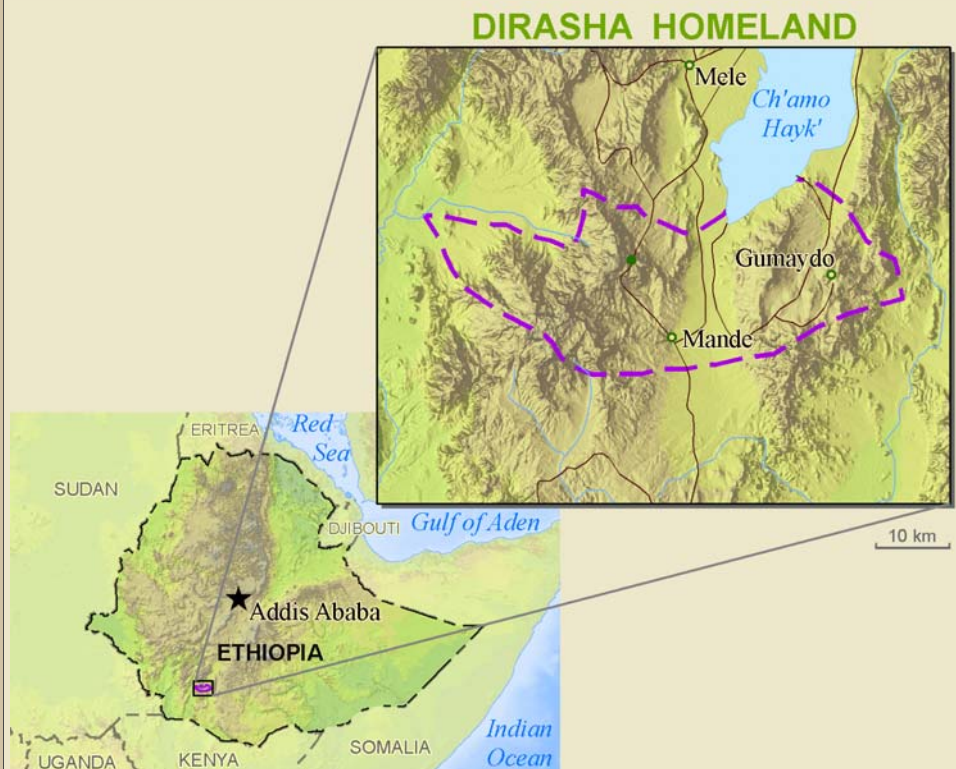 DIRASHA HOMELAND
Mele
Ch'amo
Hayk'
Gumaydo
Mande
10 km
ERITREA
Red
Sea
SUDAN
DJIBOUTI
Gulf of Aden
Addis Ababa
ETHIOPIA
Indian
Ocean
SOMALIA
KENYA
UGANDA